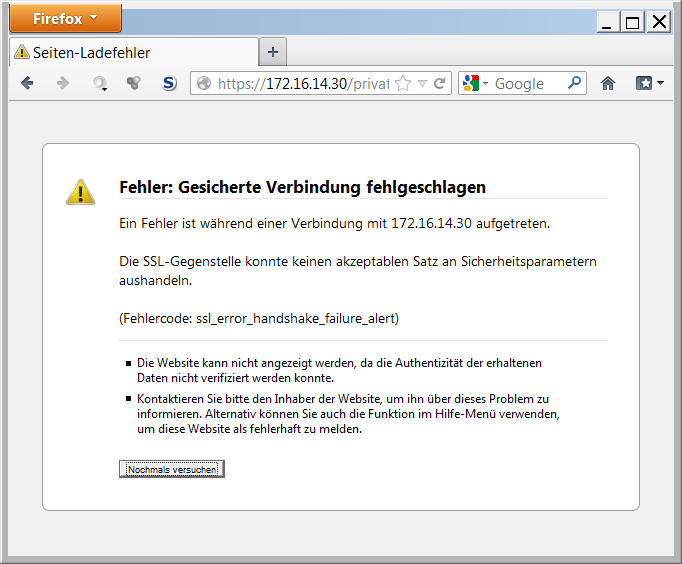 Firefox
Seiten-Ladefehler
https://172.16.14.30/privat
Google
Fehler: Gesicherte Verbindung fehlgeschlagen
Ein Fehler ist während einer Verbindung mit 172.16.14.30 aufgetreten.
Die SSL-Gegenstelle konnte keinen akzeptablen Satz an Sicherheitsparametern
aushandeln.
(Fehlercode: ssl_error_handshake_failure_alert)
Die Website kann nicht angezeigt werden, da die Authentizität der erhaltenen
Daten nicht verifiziert werden konnte.
Kontaktieren Sie bitte den Inhaber der Website, um ihn über dieses Problem zu
informieren. Alternativ können Sie auch die Funktion im Hilfe-Menü verwenden,
um diese Website als fehlerhaft zu melden.
Nochmals versuchen